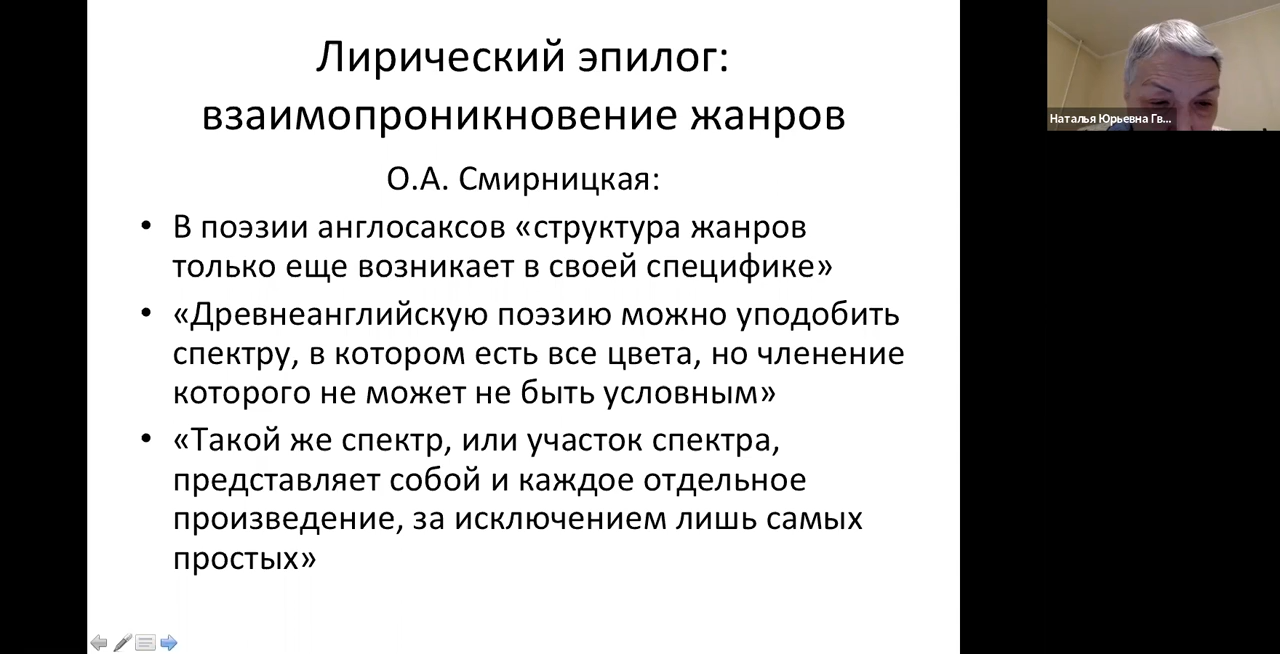 Лирический эпилог:
взаимопроникновение жанров
О.А. Смирницкая:
• В поэзии англосаксов «структура жанров
только еще возникает в своей специфике»
• «Древнеанглийскую поэзию можно уподобить
спектру, в котором есть все цвета, но членение
которого не может не быть условным»
• «Такой же спектр, или участок спектра,
представляет собой и каждое отдельное
произведение, за исключением лишь самых
простых»
Наталья Юрьевна Гв...